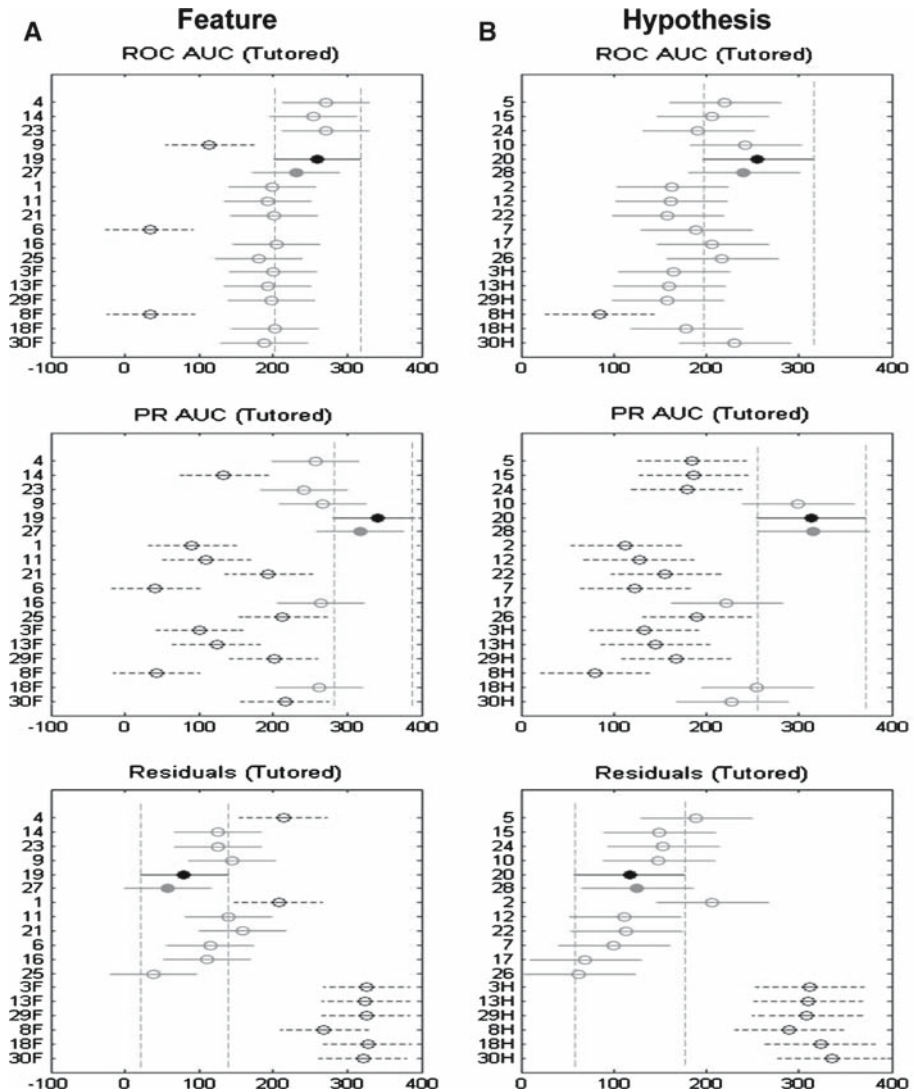 A Feature
ROC AUC (Tutored)
4
14
23
9
19
27
1
11
21
6
16
25
3F
13F
29F
8F
18F
30F
-100 0 100 200 300 400
PR AUC (Tutored)
4
14
23
9
19
27
1
11
21
6
16
25
3F
13F
29F
8F
18F
30F
-100 0 100 200 300 400
Residuals (Tutored)
4
14
23
9
19
27
1
11
21
6
16
25
3F
13F
29F
8F
18F
30F
-100 0 100 200 300 400
B Hypothesis
ROC AUC (Tutored)
5
15
24
10
20
28
2
12
22
7
17
26
3H
13H
29H
8H
18H
30H
0 100 200 300 400
PR AUC (Tutored)
5
15
24
10
20
28
2
12
22
7
17
26
3H
13H
29H
8H
18H
30H
0 100 200 300 400
Residuals (Tutored)
5
15
24
10
20
28
2
12
22
7
17
26
3H
13H
29H
8H
18H
30H
0 100 200 300 400